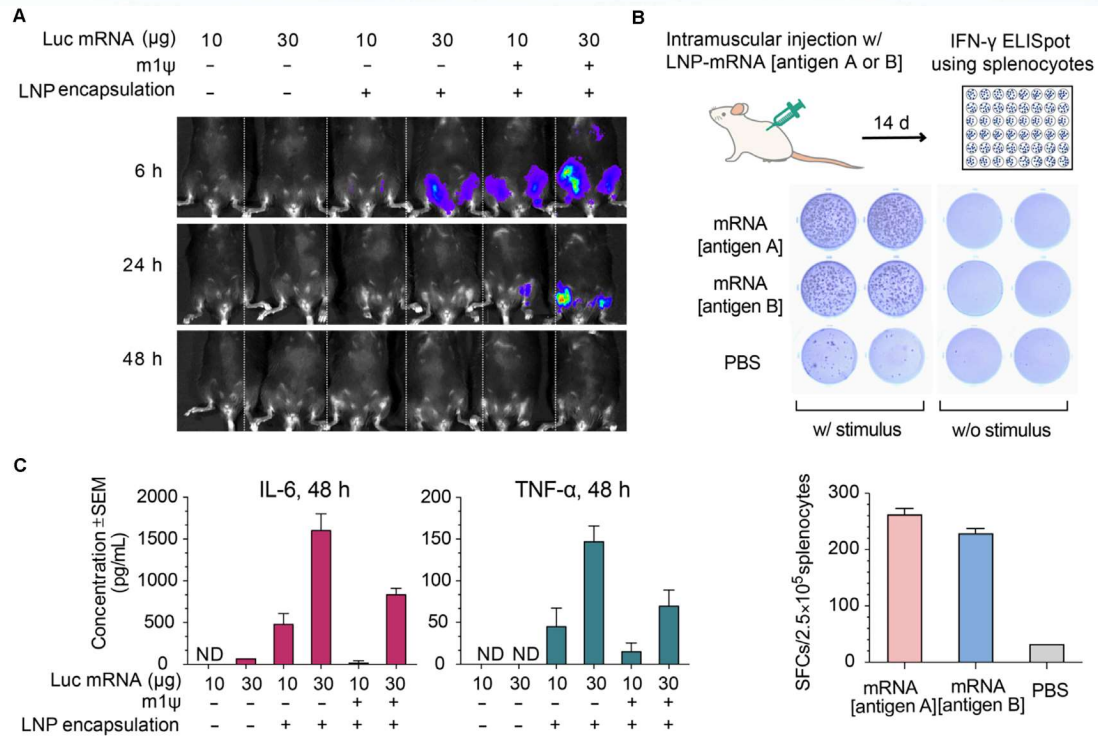 A
Luc mRNA (μg) 10 30 10 30 10 30
m1ψ – – – – + +
LNP encapsulation – – + + + +
6 h
24 h
48 h
B
Intramuscular injection w/
LNP-mRNA [antigen A or B]
14 d
IFN-γ ELISpot
using splenocytes
mRNA
[antigen A]
mRNA
[antigen B]
PBS
w/ stimulus
w/o stimulus
C
IL-6, 48 h
Concentration ±SEM
(pg/mL)
2000
1500
1000
500
0
ND
Luc mRNA (μg) 10 30 10 30 10 30
m1ψ – – – – + +
LNP encapsulation – – + + + +
TNF-α, 48 h
200
150
100
50
0
ND ND
10 30 10 30 10 30
– – – – + +
– – + + + +
SFCs/2.5×10⁵ splenocytes
300
200
100
0
mRNA
[antigen A]
mRNA
[antigen B]
PBS